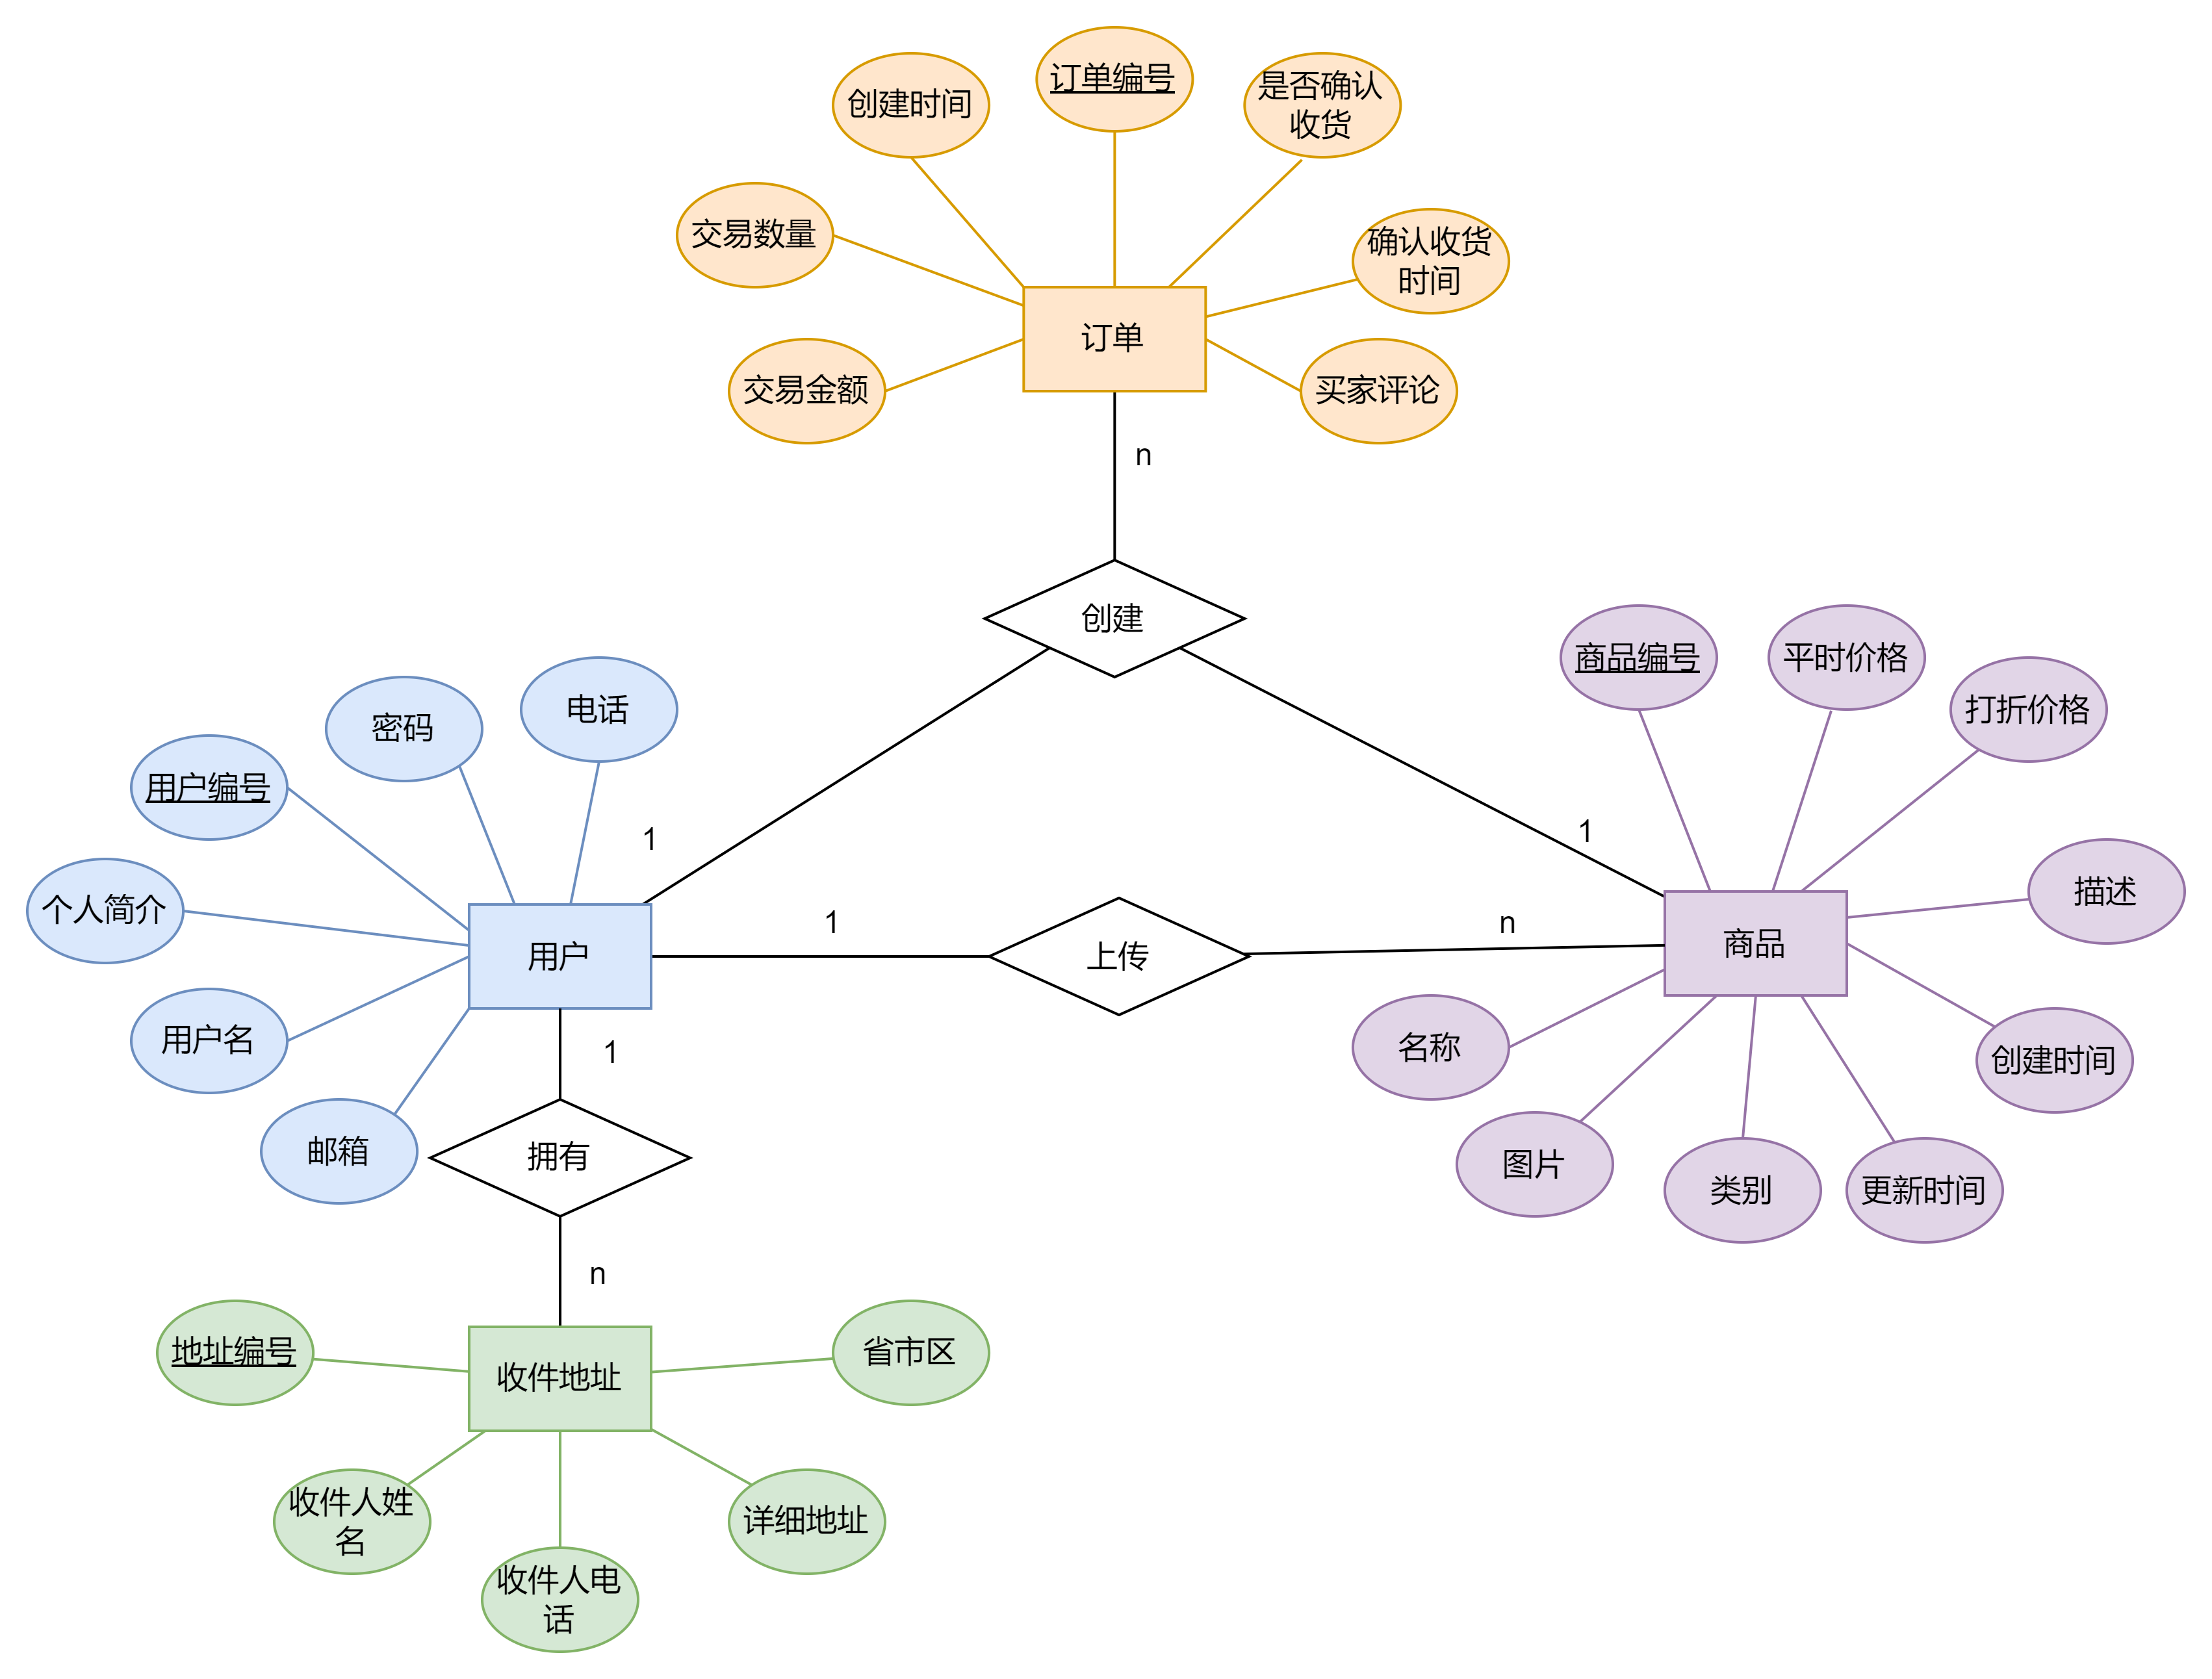 订单编号
创建时间
是否确认
收货
交易数量
确认收货
时间
订单
交易金额
买家评论
n
创建
商品编号
平时价格
电话
打折价格
密码
用户编号
1
1
描述
个人简介
1
n
商品
用户
上传
用户名
1
名称
创建时间
邮箱
拥有
图片
类别
更新时间
n
地址编号
省市区
收件地址
收件人姓
名
详细地址
收件人电
话